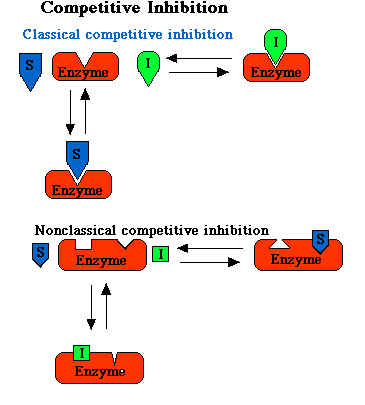 Competitive Inhibition
Classical competitive inhibition
S Enzyme I I
Enzyme
S
Enzyme
Nonclassical competitive inhibition
S Enzyme I S
Enzyme
I
Enzyme